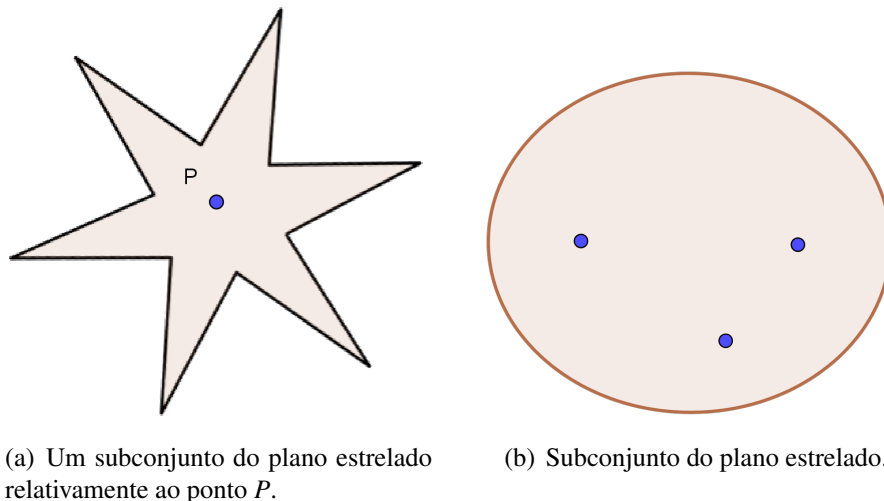 P
(a) Um subconjunto do plano estrelado
relativamente ao ponto P.
(b) Subconjunto do plano estrelado.